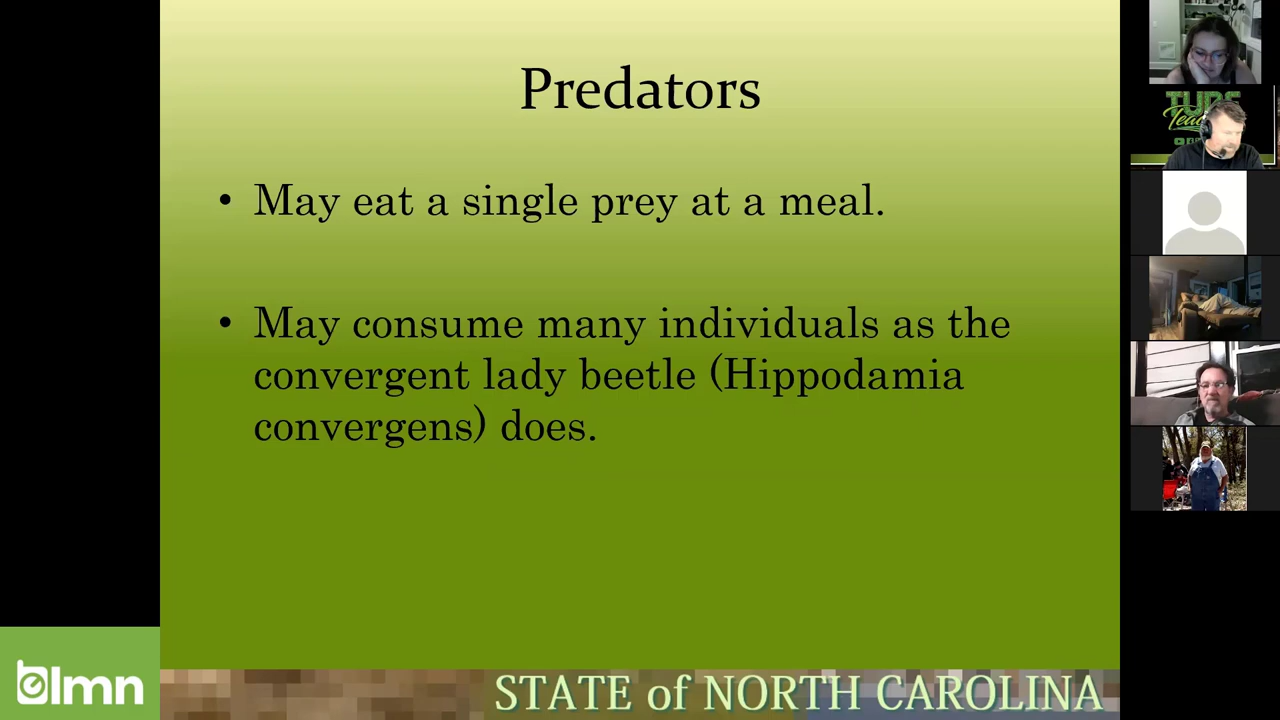 Predators
• May eat a single prey at a meal.
• May consume many individuals as the
convergent lady beetle (Hippodamia
convergens) does.
lmn
STATE of NORTH CAROLINA